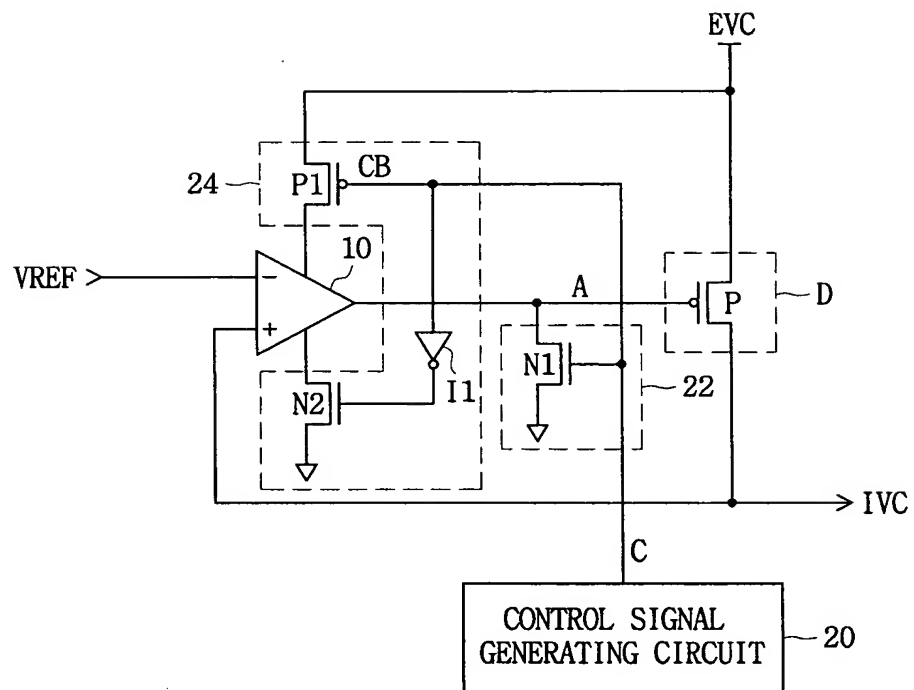 EVC
24
P1
CB
10
VREF
−
+
A
P
D
N1
22
I1
N2
IVC
C
CONTROL SIGNAL
GENERATING CIRCUIT
20